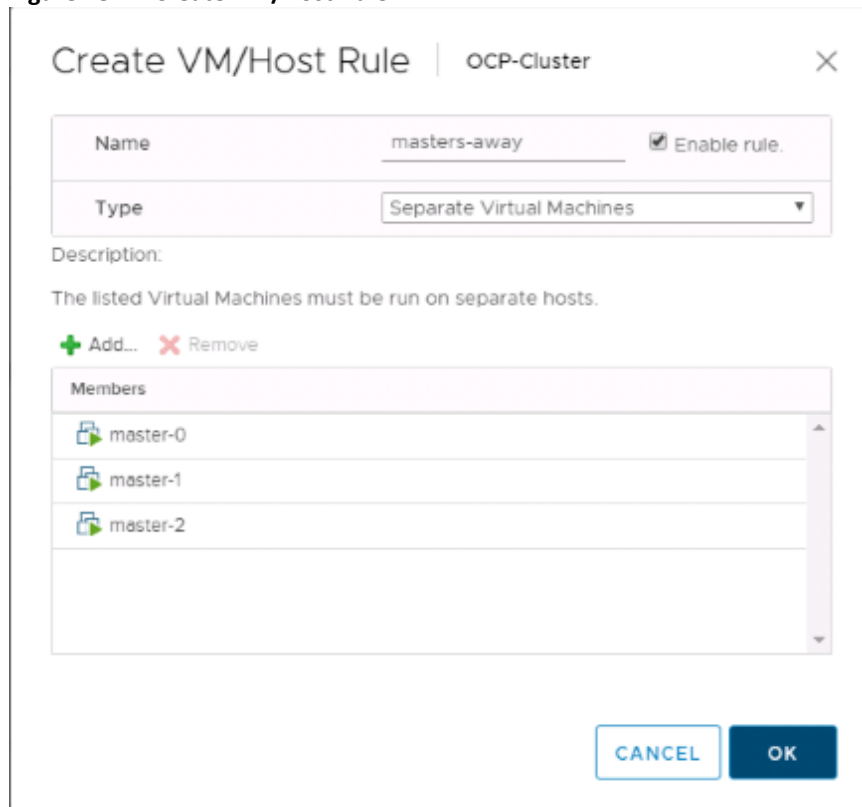 Create VM/Host Rule OCP-Cluster
Name masters-away Enable rule.
Type Separate Virtual Machines
Description:
The listed Virtual Machines must be run on separate hosts.
Add... Remove
Members
master-0
master-1
master-2
CANCEL OK